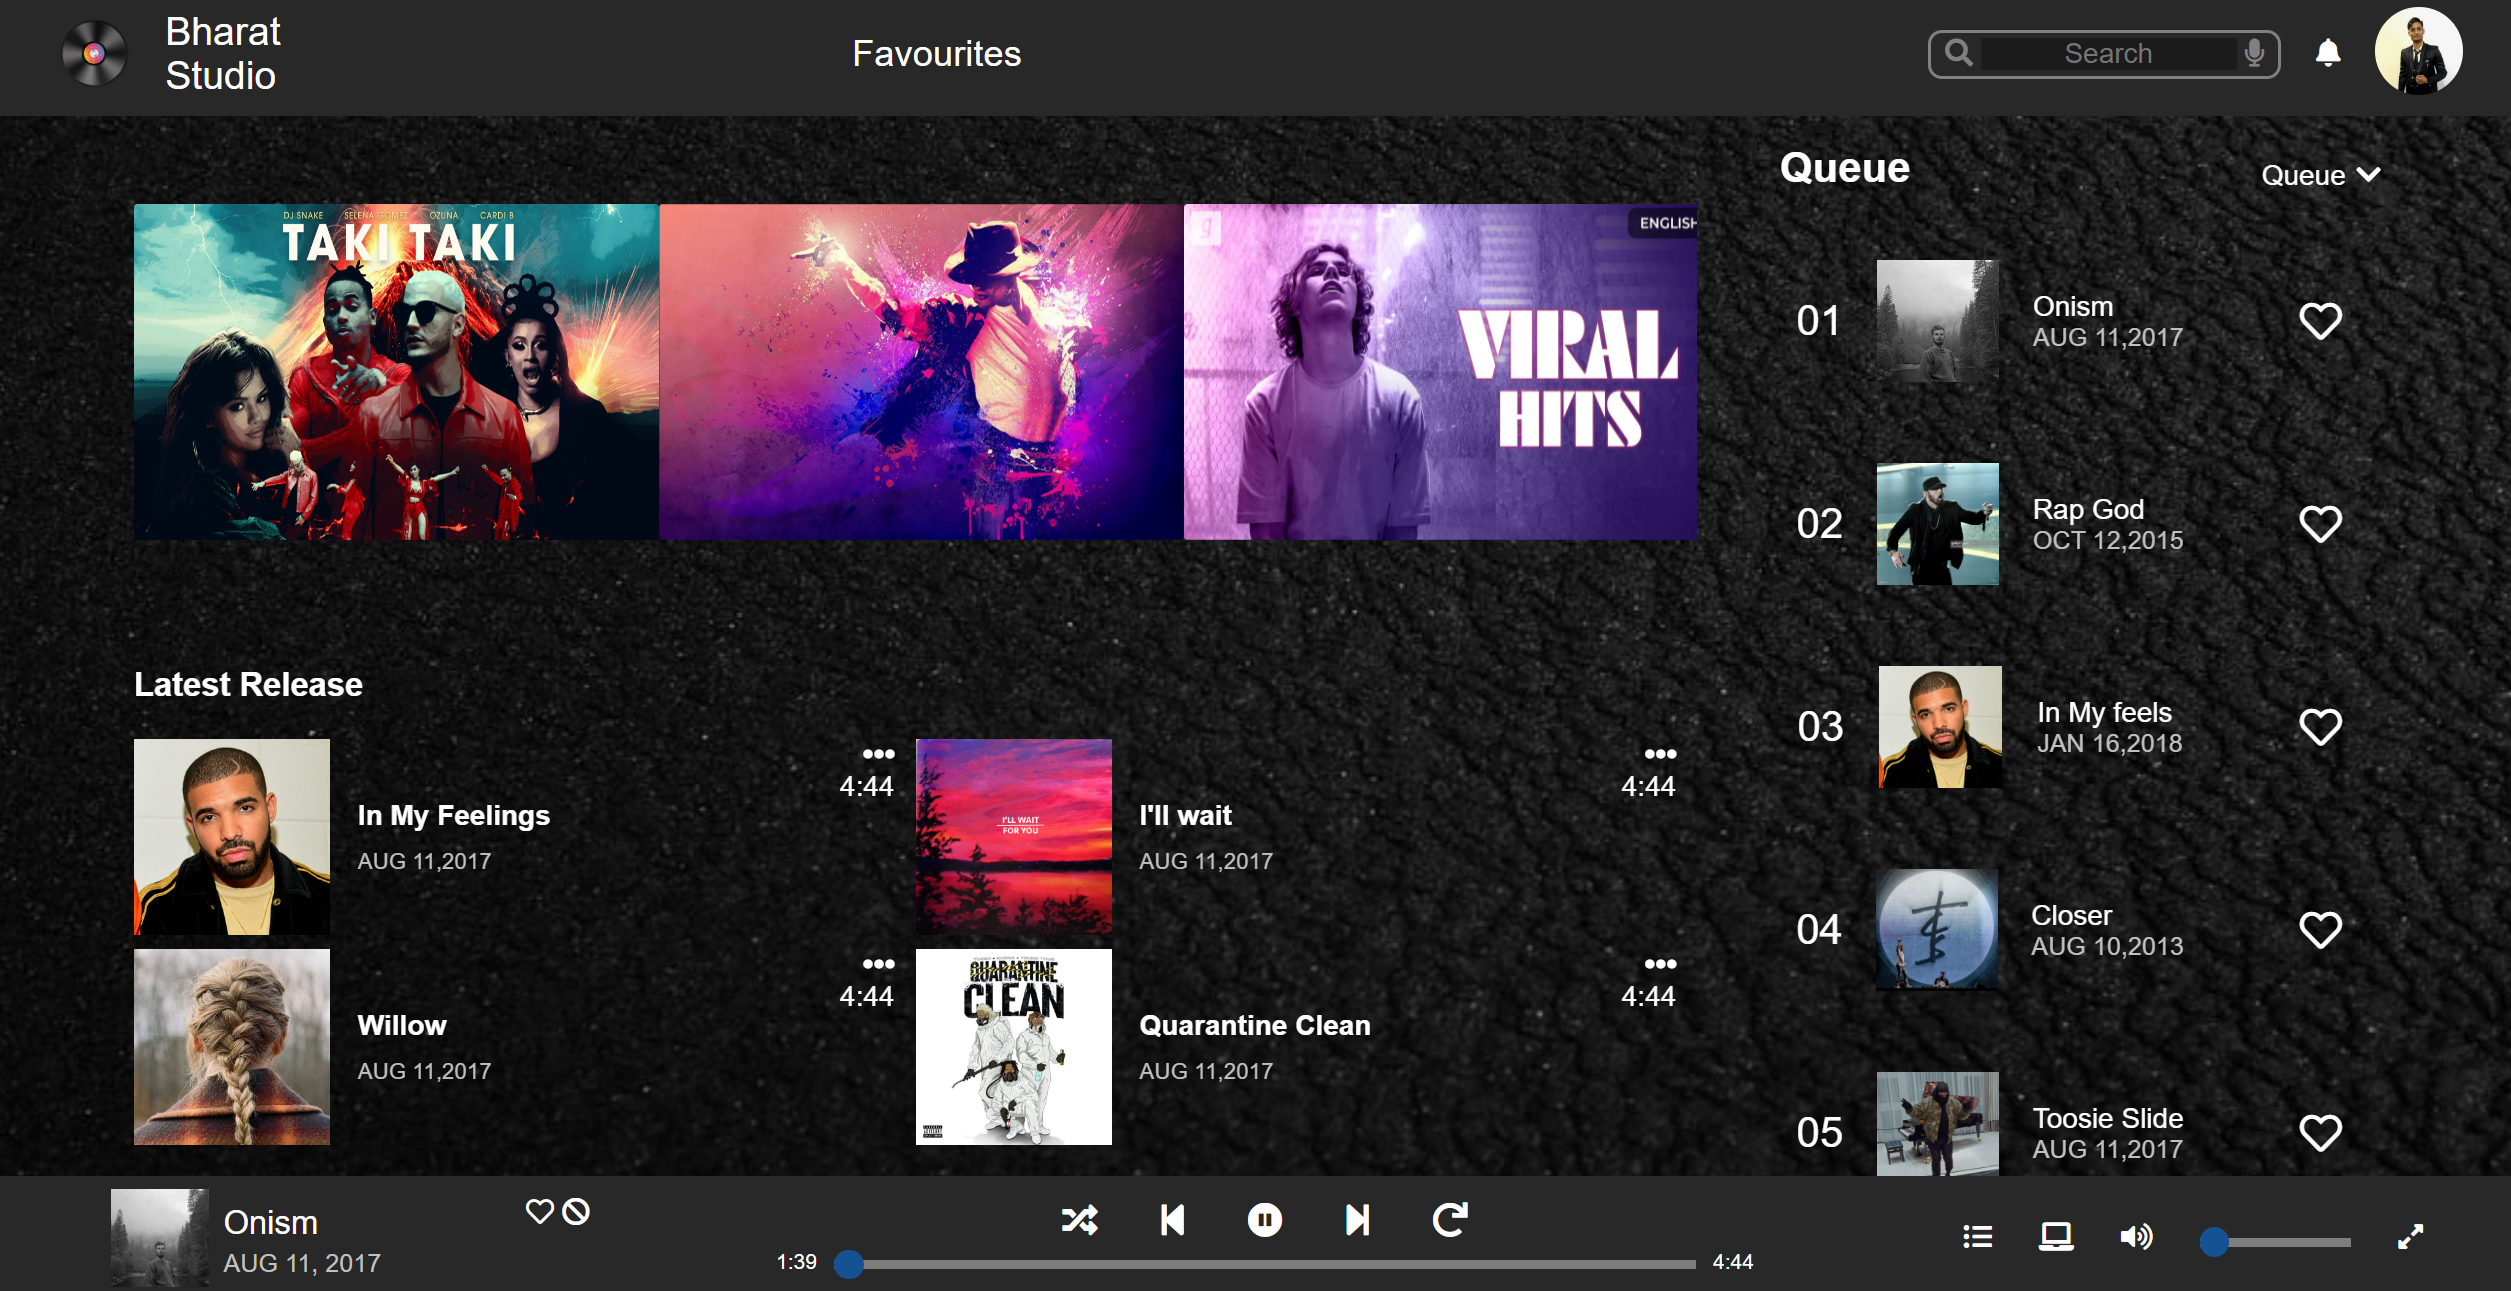 Bharat
Studio
Favourites
Search
DJ SNAKE SELENA GOMEZ OZUNA CARDI B
TAKI TAKI
g
ENGLISH
VIRAL
HITS
Queue
Queue
01
Onism
AUG 11,2017
02
Rap God
OCT 12,2015
03
In My feels
JAN 16,2018
04
Closer
AUG 10,2013
05
Toosie Slide
AUG 11,2017
Latest Release
In My Feelings
AUG 11,2017
4:44
I'LL WAIT
FOR YOU
I'll wait
AUG 11,2017
4:44
Willow
AUG 11,2017
4:44
QUARANTINE
CLEAN
Quarantine Clean
AUG 11,2017
4:44
Onism
AUG 11, 2017
1:39
4:44